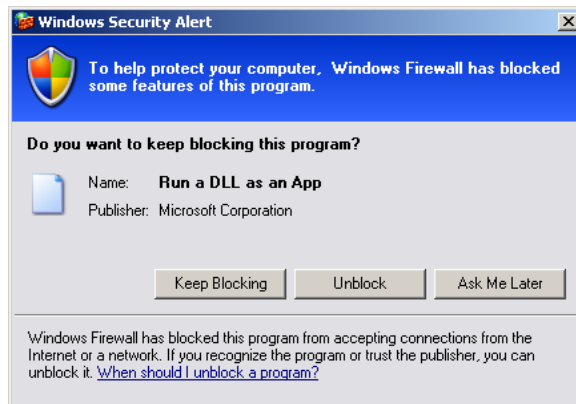 Windows Security Alert
To help protect your computer, Windows Firewall has blocked
some features of this program.
Do you want to keep blocking this program?
Name: Run a DLL as an App
Publisher: Microsoft Corporation
Keep Blocking Unblock Ask Me Later
Windows Firewall has blocked this program from accepting connections from the
Internet or a network. If you recognize the program or trust the publisher, you can
unblock it. When should I unblock a program?